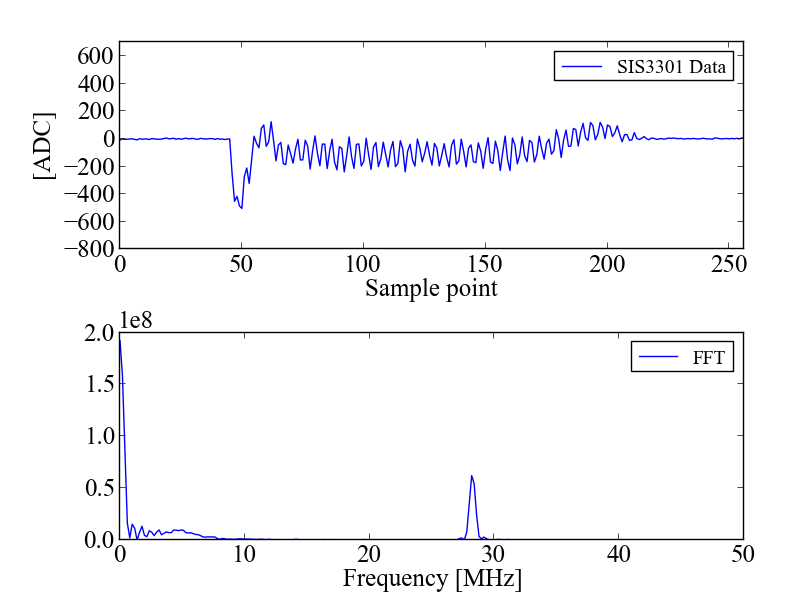 600
400
200
0
−200
−400
−600
−800
[ADC]
SIS3301 Data
0 50 100 150 200 250
Sample point
1e8
2.0
1.5
1.0
0.5
0.0
FFT
0 10 20 30 40 50
Frequency [MHz]